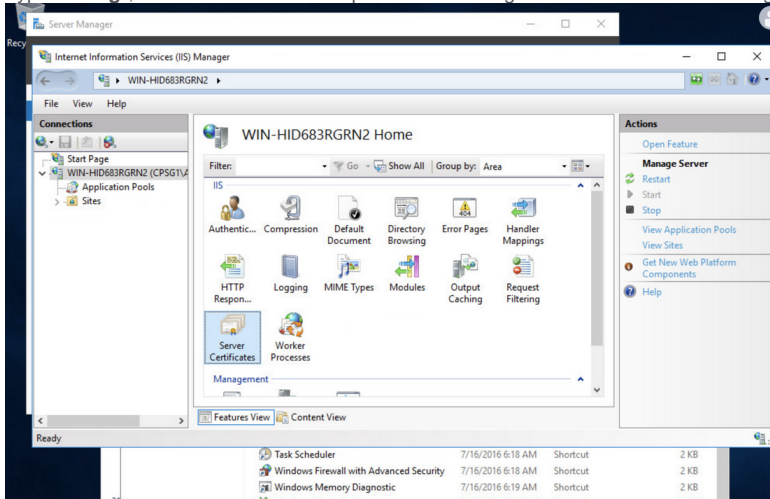 Server Manager
Recy
Internet Information Services (IIS) Manager
WIN-HID683RGRN2
File View Help
Connections
Start Page
WIN-HID683RGRN2 (CPSG1\A
Application Pools
Sites
WIN-HID683RGRN2 Home
Filter: Go Show All Group by: Area
IIS
Authentic... Compression Default Document Directory Browsing Error Pages Handler Mappings
HTTP Respon... Logging MIME Types Modules Output Caching Request Filtering
Server Certificates Worker Processes
Management
Features View Content View
Actions
Open Feature
Manage Server
Restart
Start
Stop
View Application Pools
View Sites
Get New Web Platform
Components
Help
Ready
Task Scheduler 7/16/2016 6:18 AM Shortcut 2 KB
Windows Firewall with Advanced Security 7/16/2016 6:18 AM Shortcut 2 KB
Windows Memory Diagnostic 7/16/2016 6:19 AM Shortcut 2 KB